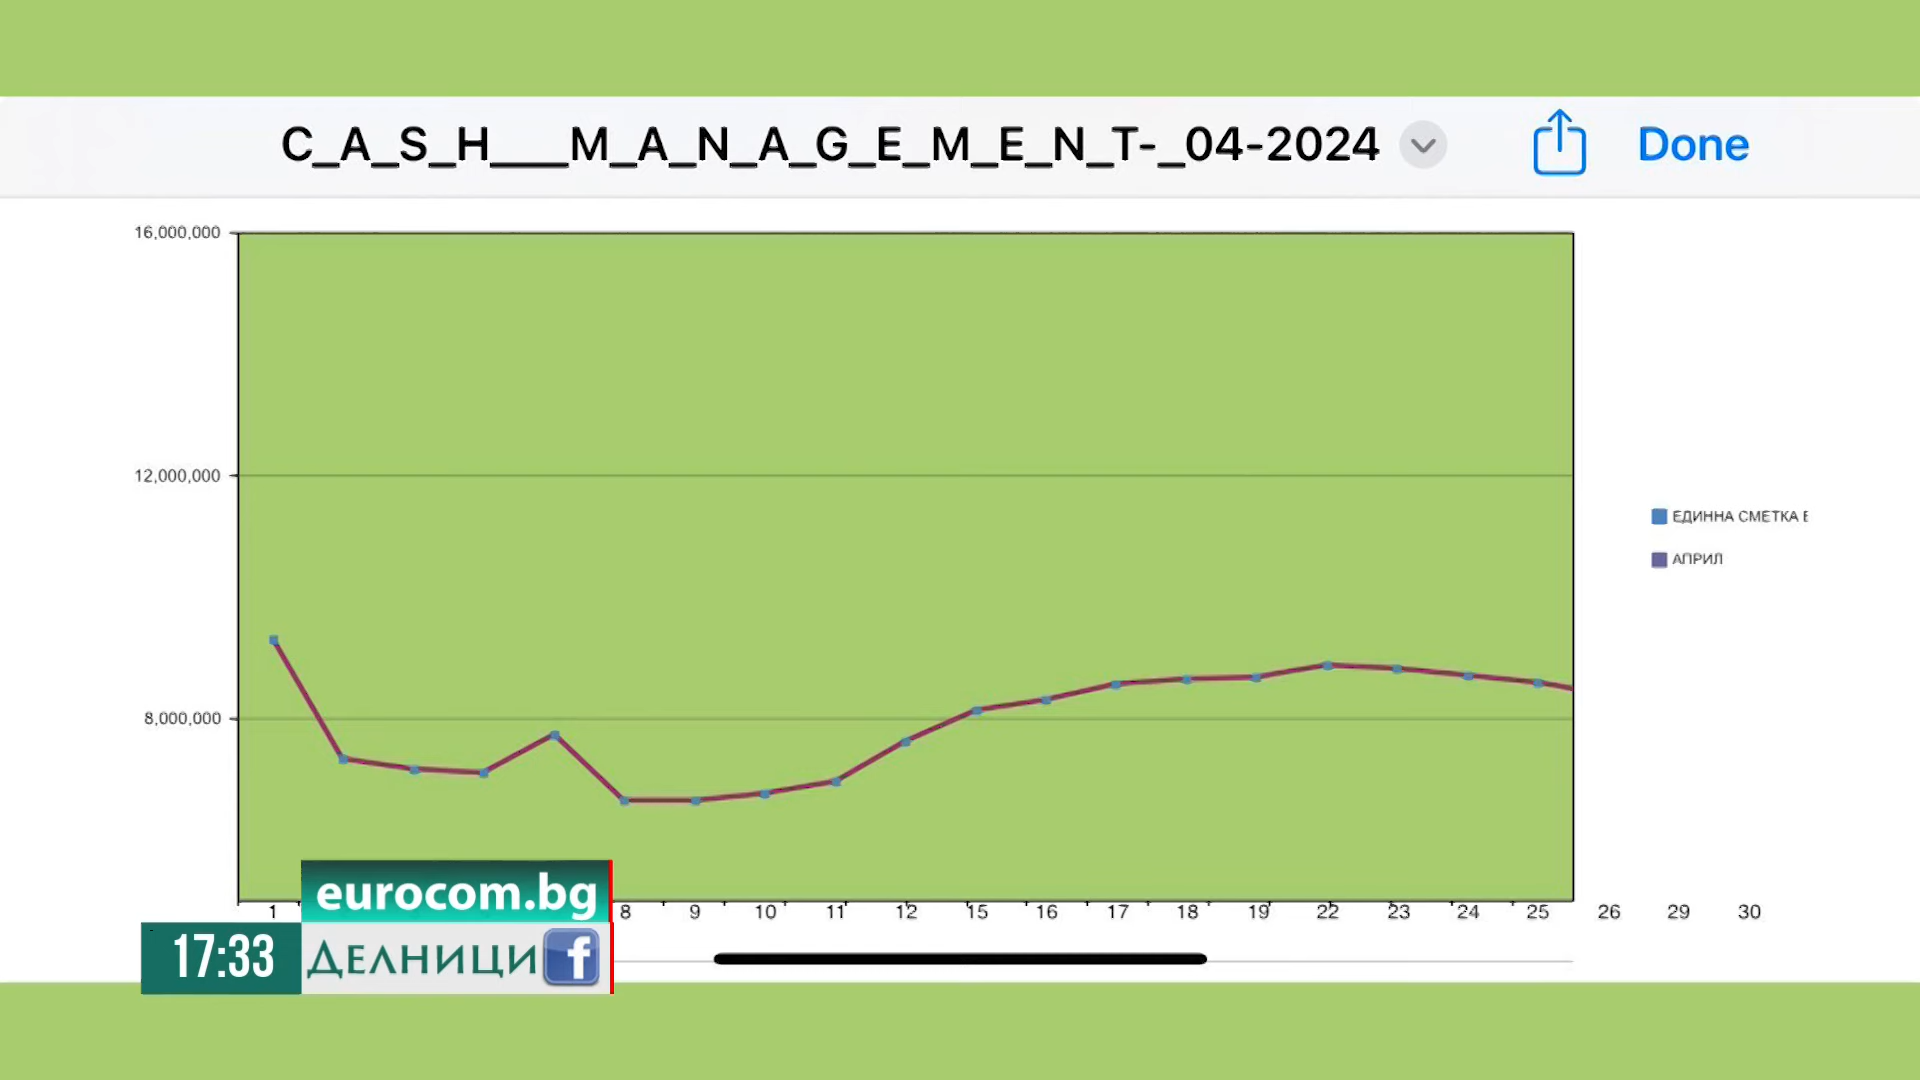 C_A_S_H___M_A_N_A_G_E_M_E_N_T-_04-2024
Done
16,000,000
12,000,000
8,000,000
ЕДИННА СМЕТКА
АПРИЛ
1 8 9 10 11 12 15 16 17 18 19 22 23 24 25 26 29 30
eurocom.bg
17:33
ДЕЛНИЦИ f